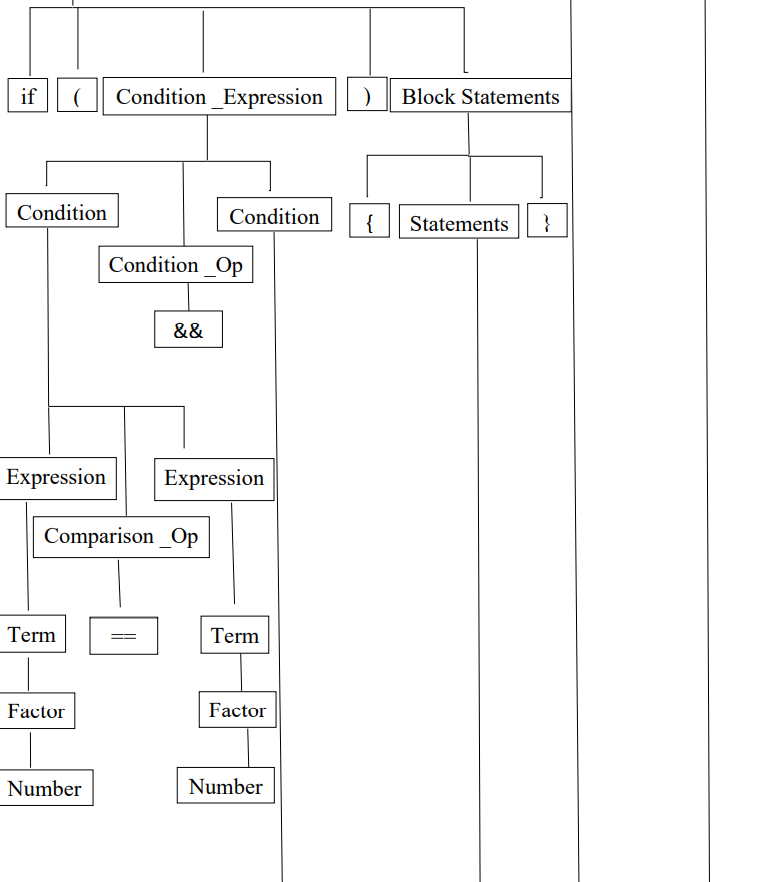 if ( Condition _Expression ) Block Statements
Condition Condition { Statements }
Condition _Op
&&
Expression Expression
Comparison _Op
Term == Term
Factor Factor
Number Number